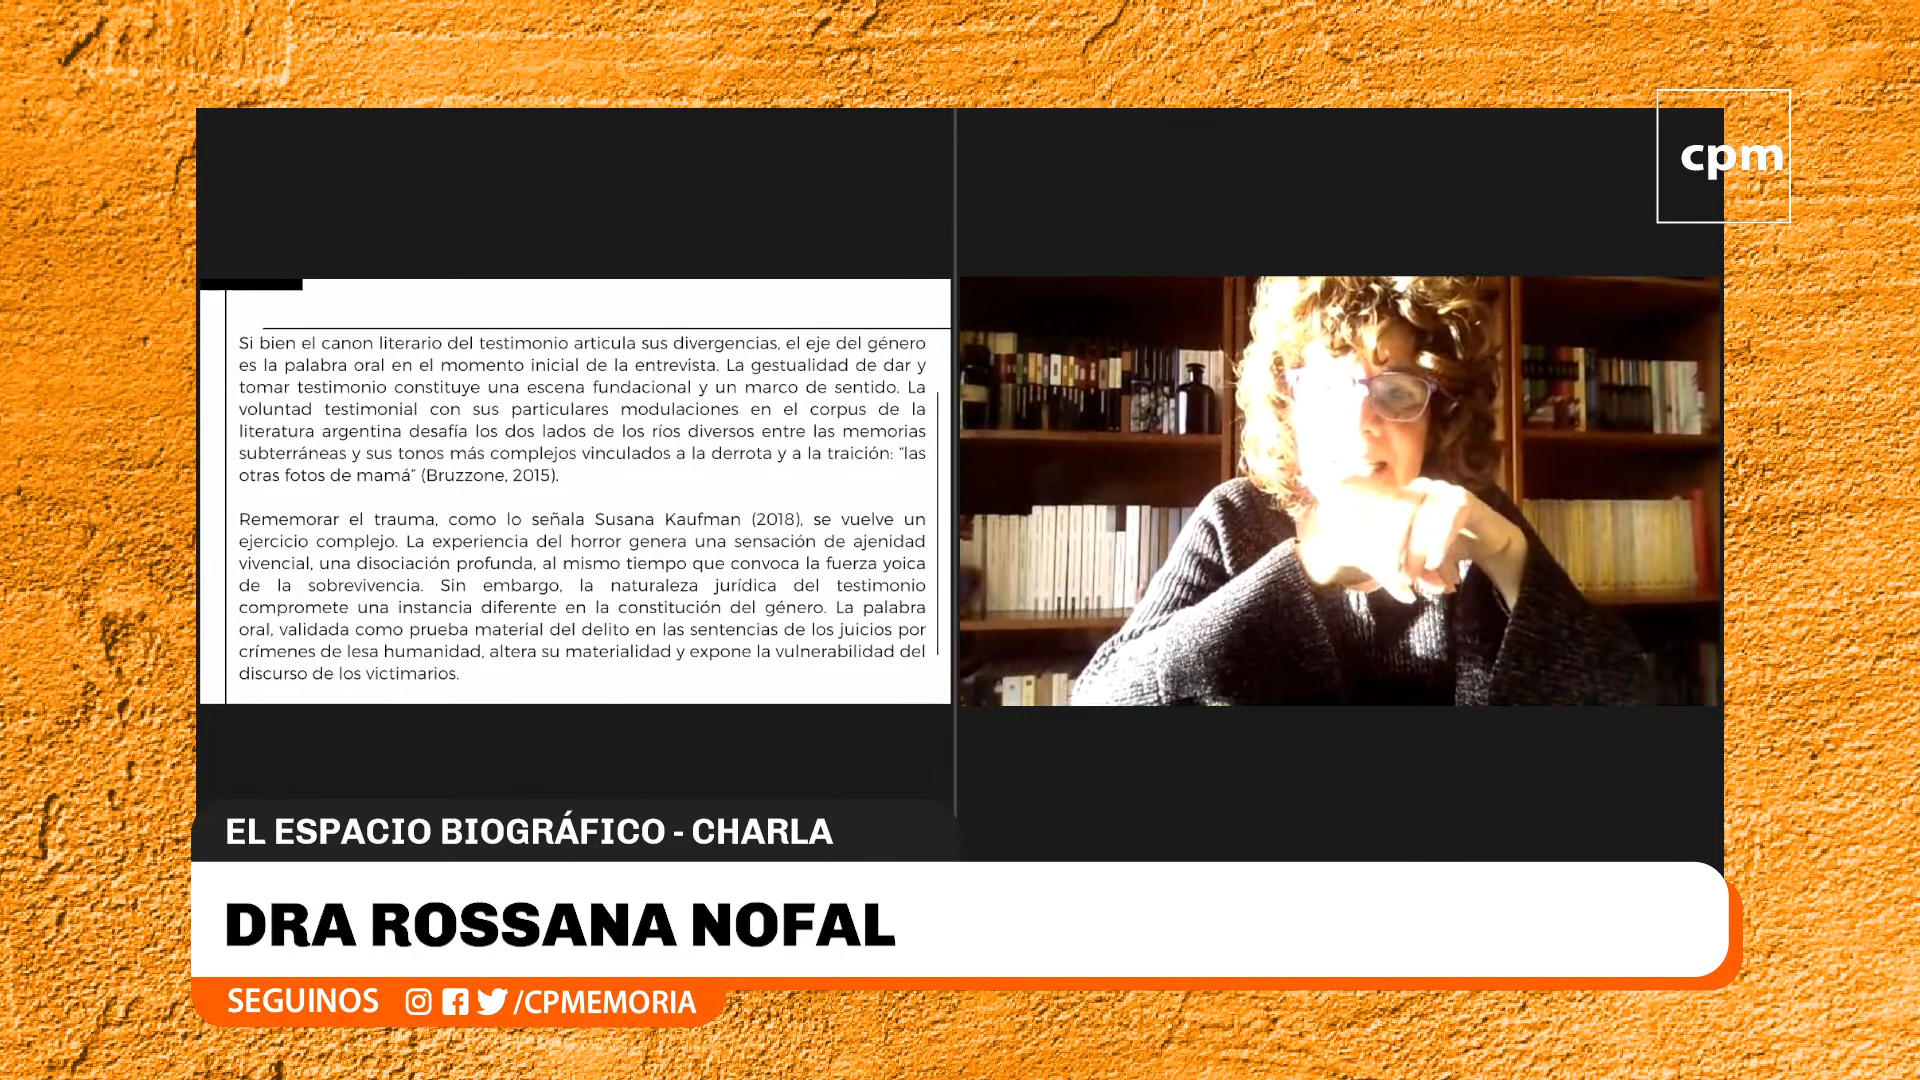 cpm
Si bien el canon literario del testimonio articula sus divergencias, el eje del género
es la palabra oral en el momento inicial de la entrevista. La gestualidad de dar y
tomar testimonio constituye una escena fundacional y un marco de sentido. La
voluntad testimonial con sus particulares modulaciones en el corpus de la
literatura argentina desafía los dos lados de los ríos diversos entre las memorias
subterráneas y sus tonos más complejos vinculados a la derrota y a la traición: “las
otras fotos de mamá” (Bruzzone, 2015).
Rememorar el trauma, como lo señala Susana Kaufman (2018), se vuelve un
ejercicio complejo. La experiencia del horror genera una sensación de ajenidad
vivencial, una disociación profunda, al mismo tiempo que convoca la fuerza yoica
de la sobrevivencia. Sin embargo, la naturaleza jurídica del testimonio
compromete una instancia diferente en la constitución del género. La palabra
oral, validada como prueba material del delito en las sentencias de los juicios por
crímenes de lesa humanidad, altera su materialidad y expone la vulnerabilidad del
discurso de los victimarios.
EL ESPACIO BIOGRÁFICO - CHARLA
DRA ROSSANA NOFAL
SEGUINOS /CPMEMORIA